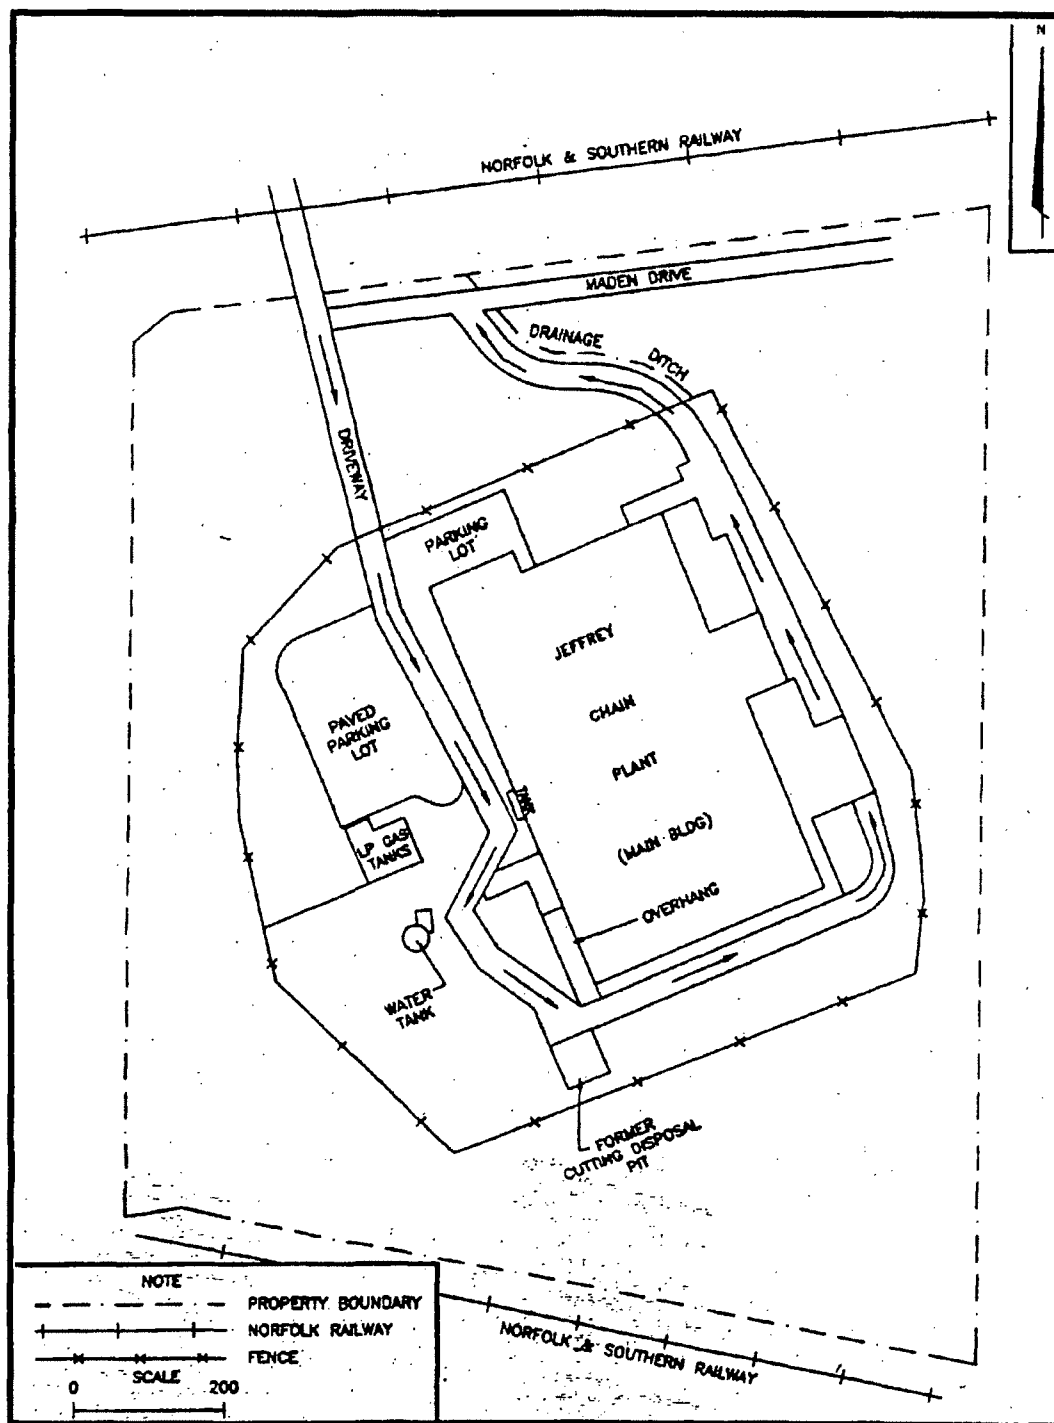 N
NORFOLK & SOUTHERN RAILWAY
MADEN DRIVE
DRAINAGE DITCH
DRIVEWAY
PARKING
LOT
JEFFREY
CHAIN
PLANT
(MAIN BLDG)
PAVED
PARKING
LOT
TANK
LP GAS
TANKS
OVERHANG
WATER
TANK
FORMER
CUTTING DISPOSAL
PIT
NOTE
PROPERTY BOUNDARY
NORFOLK RAILWAY
FENCE
SCALE
0 200
NORFOLK & SOUTHERN RAILWAY